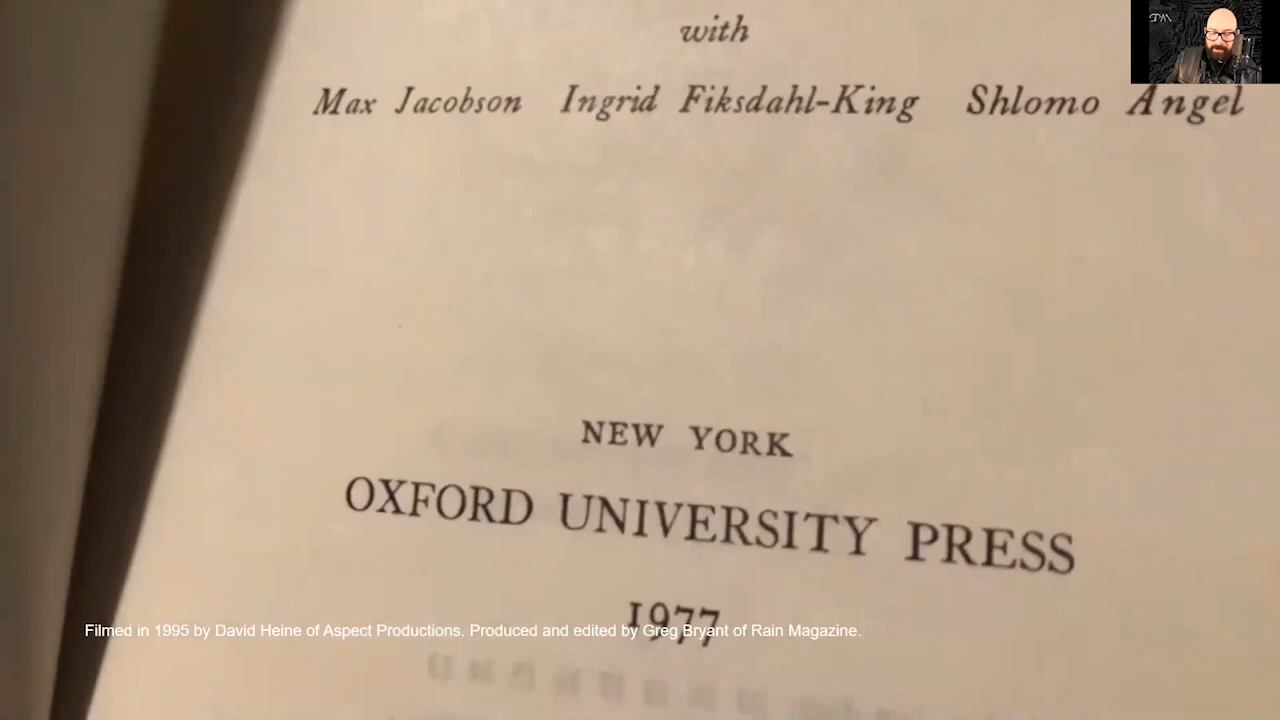 with
Max Jacobson Ingrid Fiksdahl-King Shlomo Angel
NEW YORK
OXFORD UNIVERSITY PRESS
1977
Filmed in 1995 by David Heine of Aspect Productions. Produced and edited by Greg Bryant of Rain Magazine.